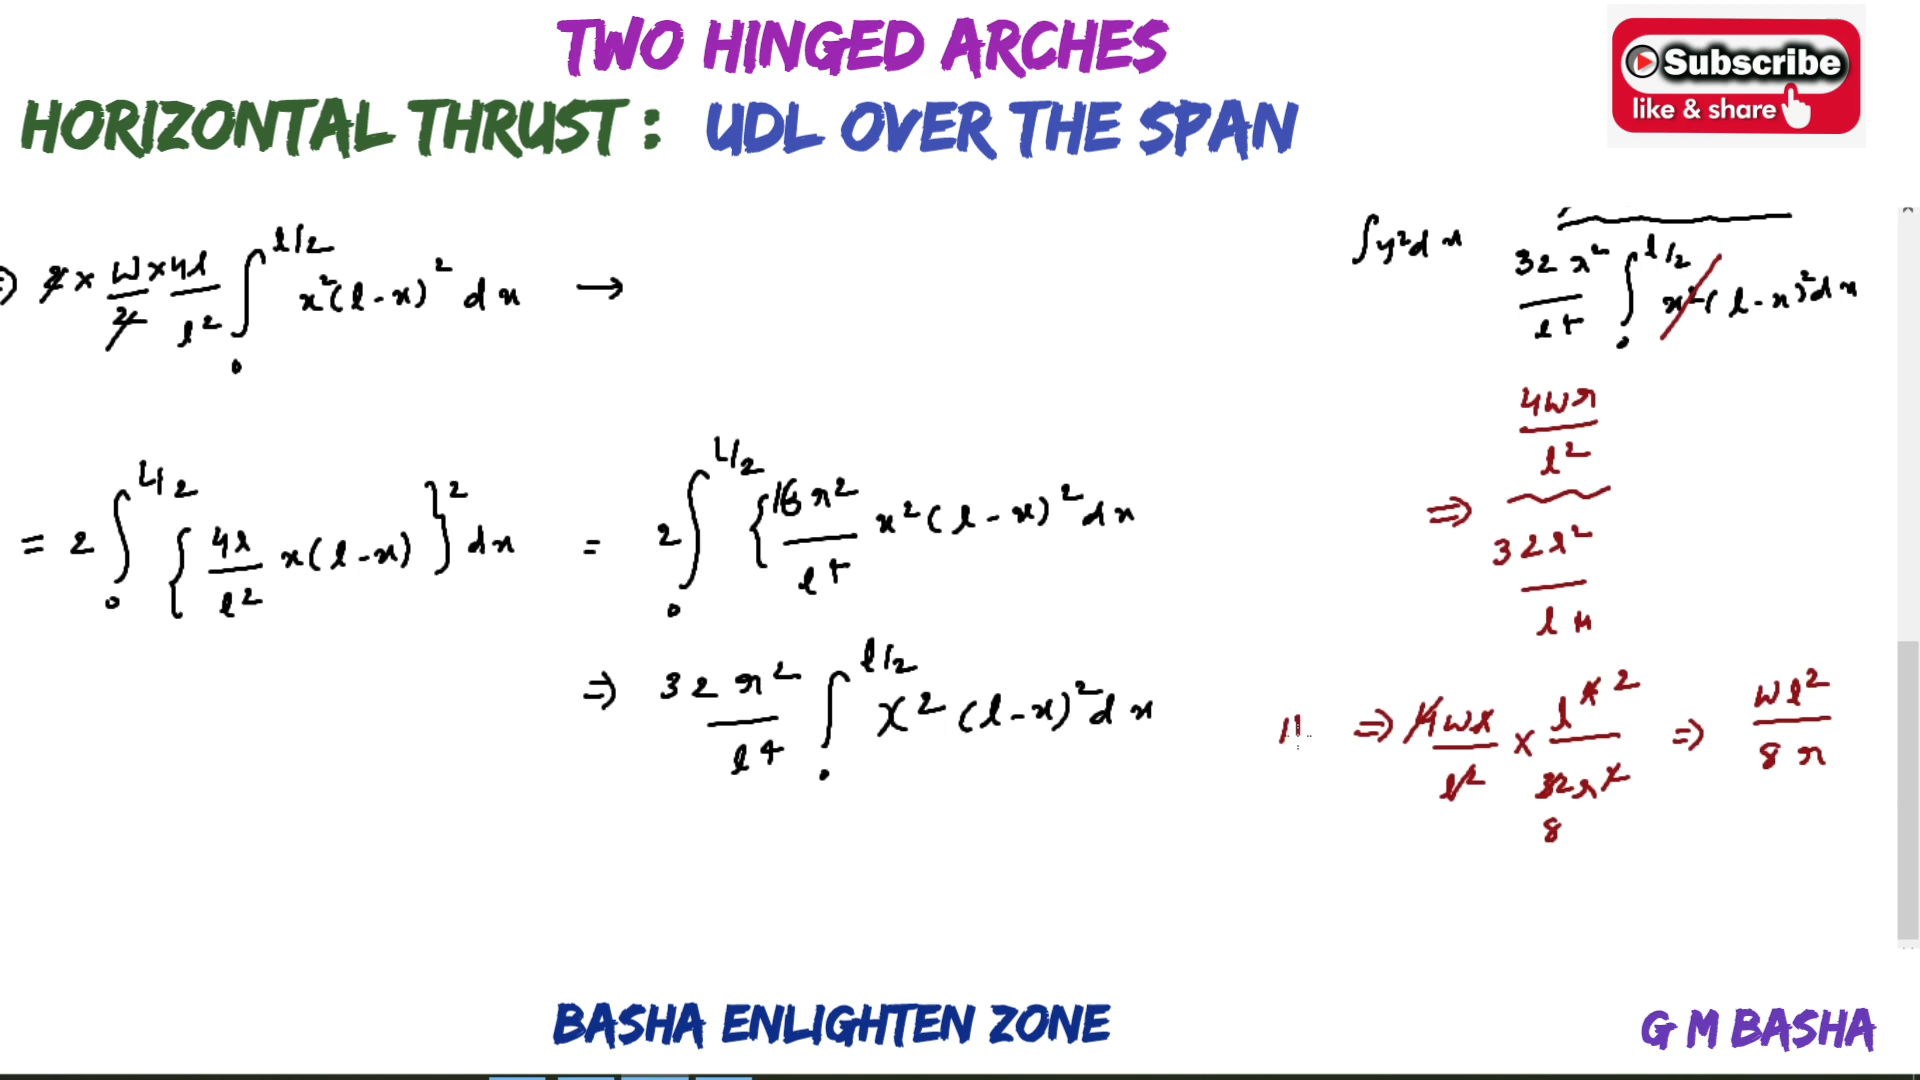 TWO HINGED ARCHES
Subscribe
like & share
HORIZONTAL THRUST : UDL OVER THE SPAN
⇒ 2 × w/2 × 4r/l² ∫₀^{l/2} x²(l-x)² dx →
∫y²dx 32r²/l⁴ ∫₀^{l/2} x²(l-x)²dx
4wr/l²
= 2 ∫₀^{L/2} {4r/l² x(l-x)}² dx = 2 ∫₀^{L/2} {16r²/l⁴ x²(l-x)²dx
⇒ 32r²/l⁴
⇒ 32r²/l⁴ ∫₀^{l/2} x²(l-x)²dx
⇒ 4wr/l² × l⁴ ²/32r² 8 ⇒ wl²/8r
BASHA ENLIGHTEN ZONE
G M BASHA